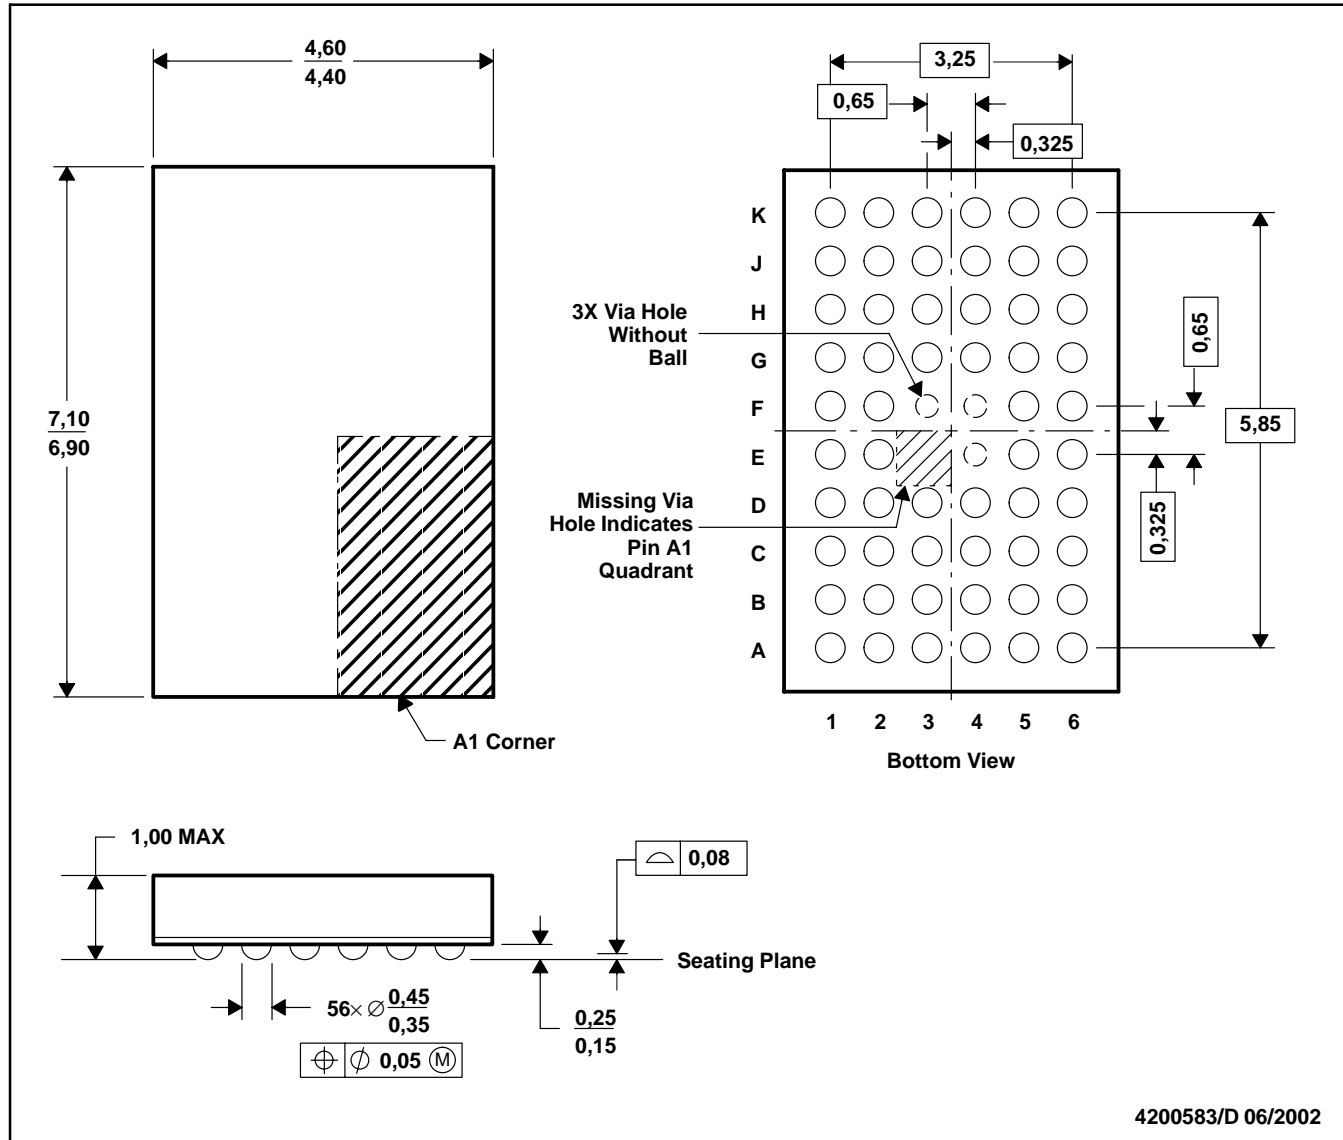 4,60
4,40
3,25
0,65
0,325
K
J
H
G
F
E
D
C
B
A
3X Via Hole
Without
Ball
0,65
5,85
0,325
7,10
6,90
Missing Via
Hole Indicates
Pin A1
Quadrant
A1 Corner
1 2 3 4 5 6
Bottom View
1,00 MAX
⌓ 0,08
Seating Plane
56× ∅ 0,45
0,35
0,25
0,15
⌖ ∅ 0,05 Ⓜ
4200583/D 06/2002